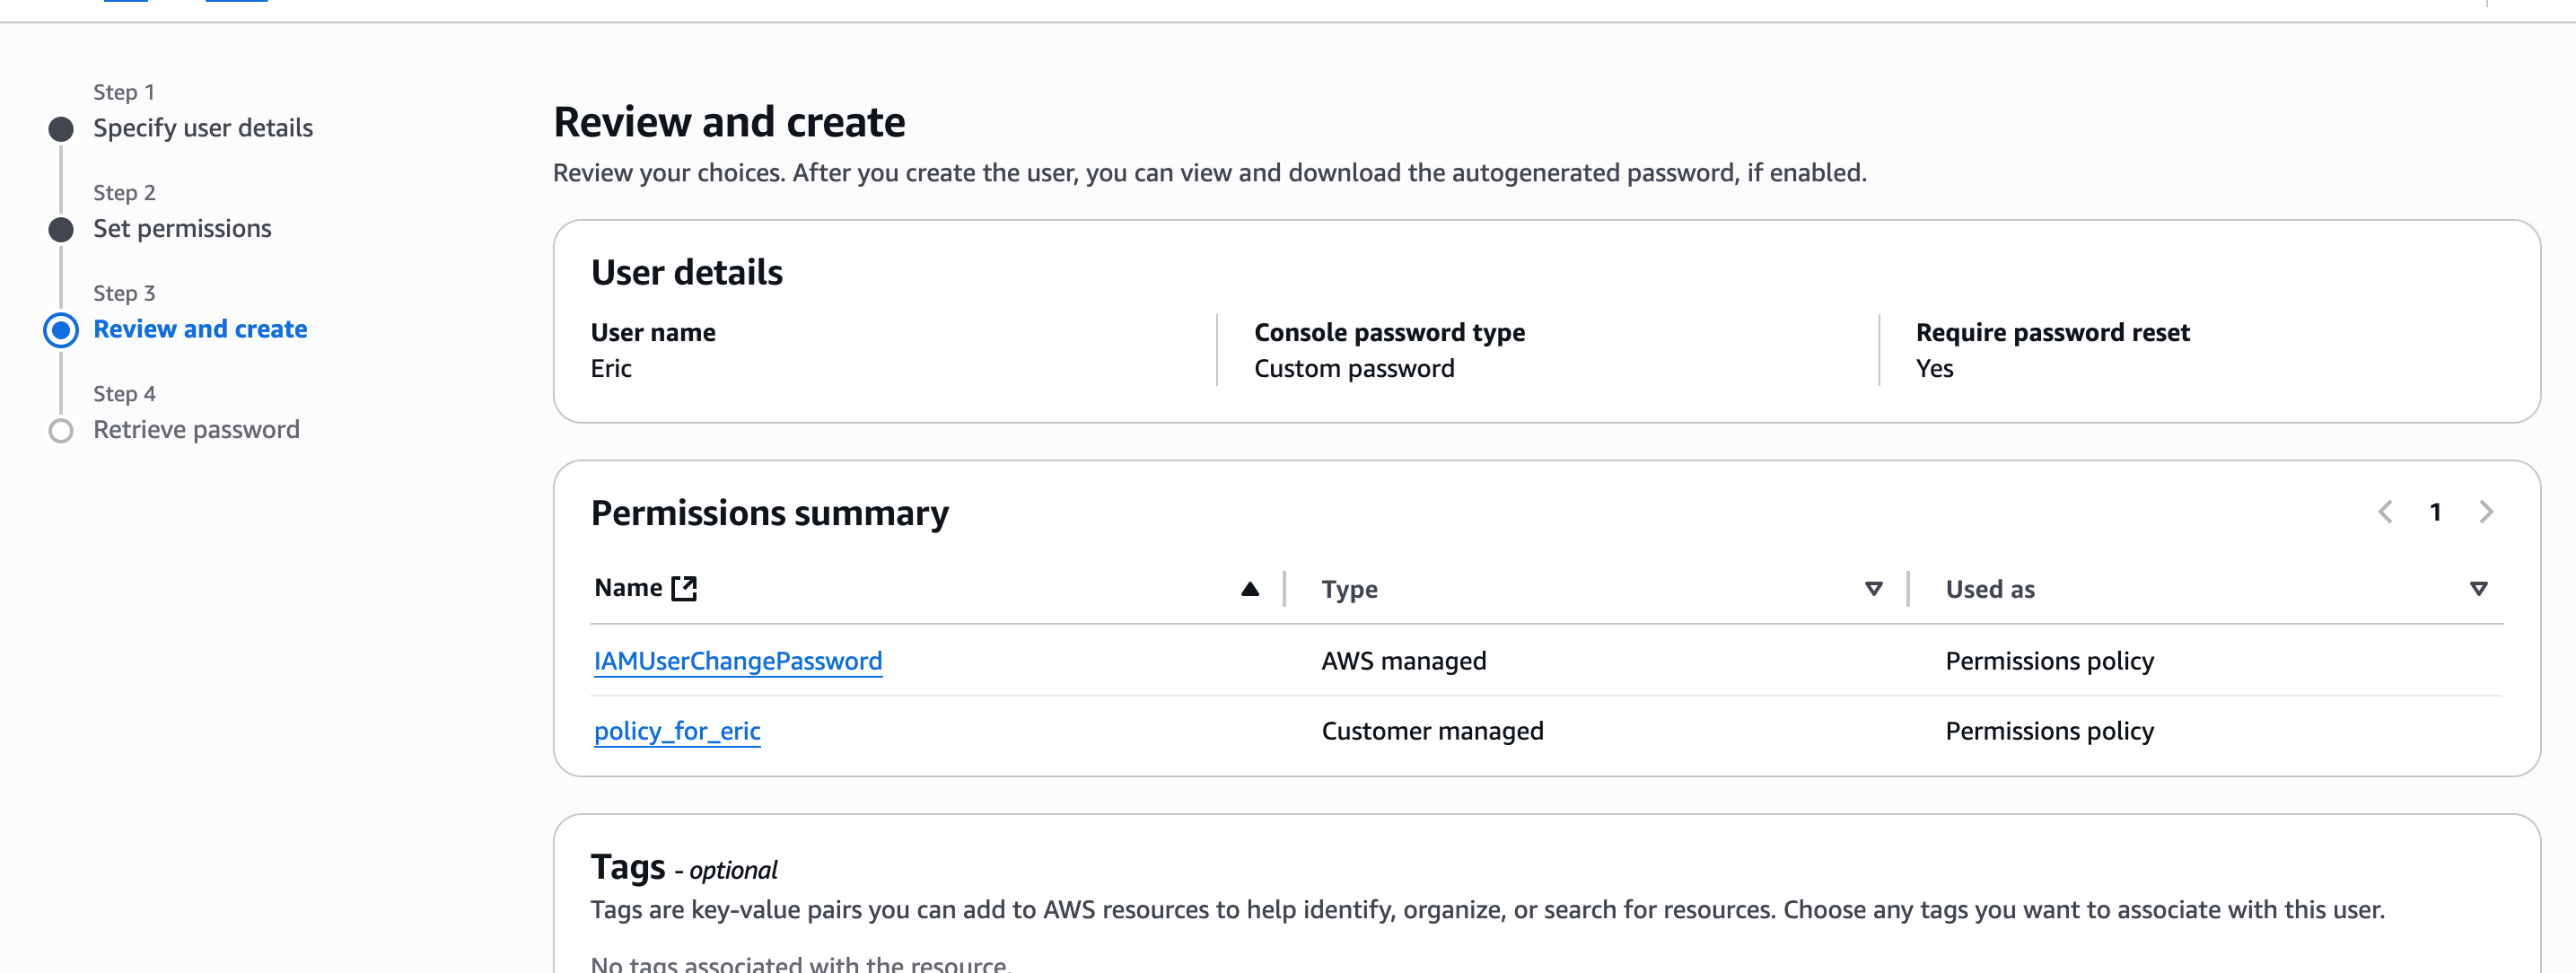 Step 1
Specify user details
Step 2
Set permissions
Step 3
Review and create
Step 4
Retrieve password
Review and create
Review your choices. After you create the user, you can view and download the autogenerated password, if enabled.
User details
User name
Eric
Console password type
Custom password
Require password reset
Yes
Permissions summary
1
Name
Type
Used as
IAMUserChangePassword
AWS managed
Permissions policy
policy_for_eric
Customer managed
Permissions policy
Tags - optional
Tags are key-value pairs you can add to AWS resources to help identify, organize, or search for resources. Choose any tags you want to associate with this user.
No tags associated with the resource.